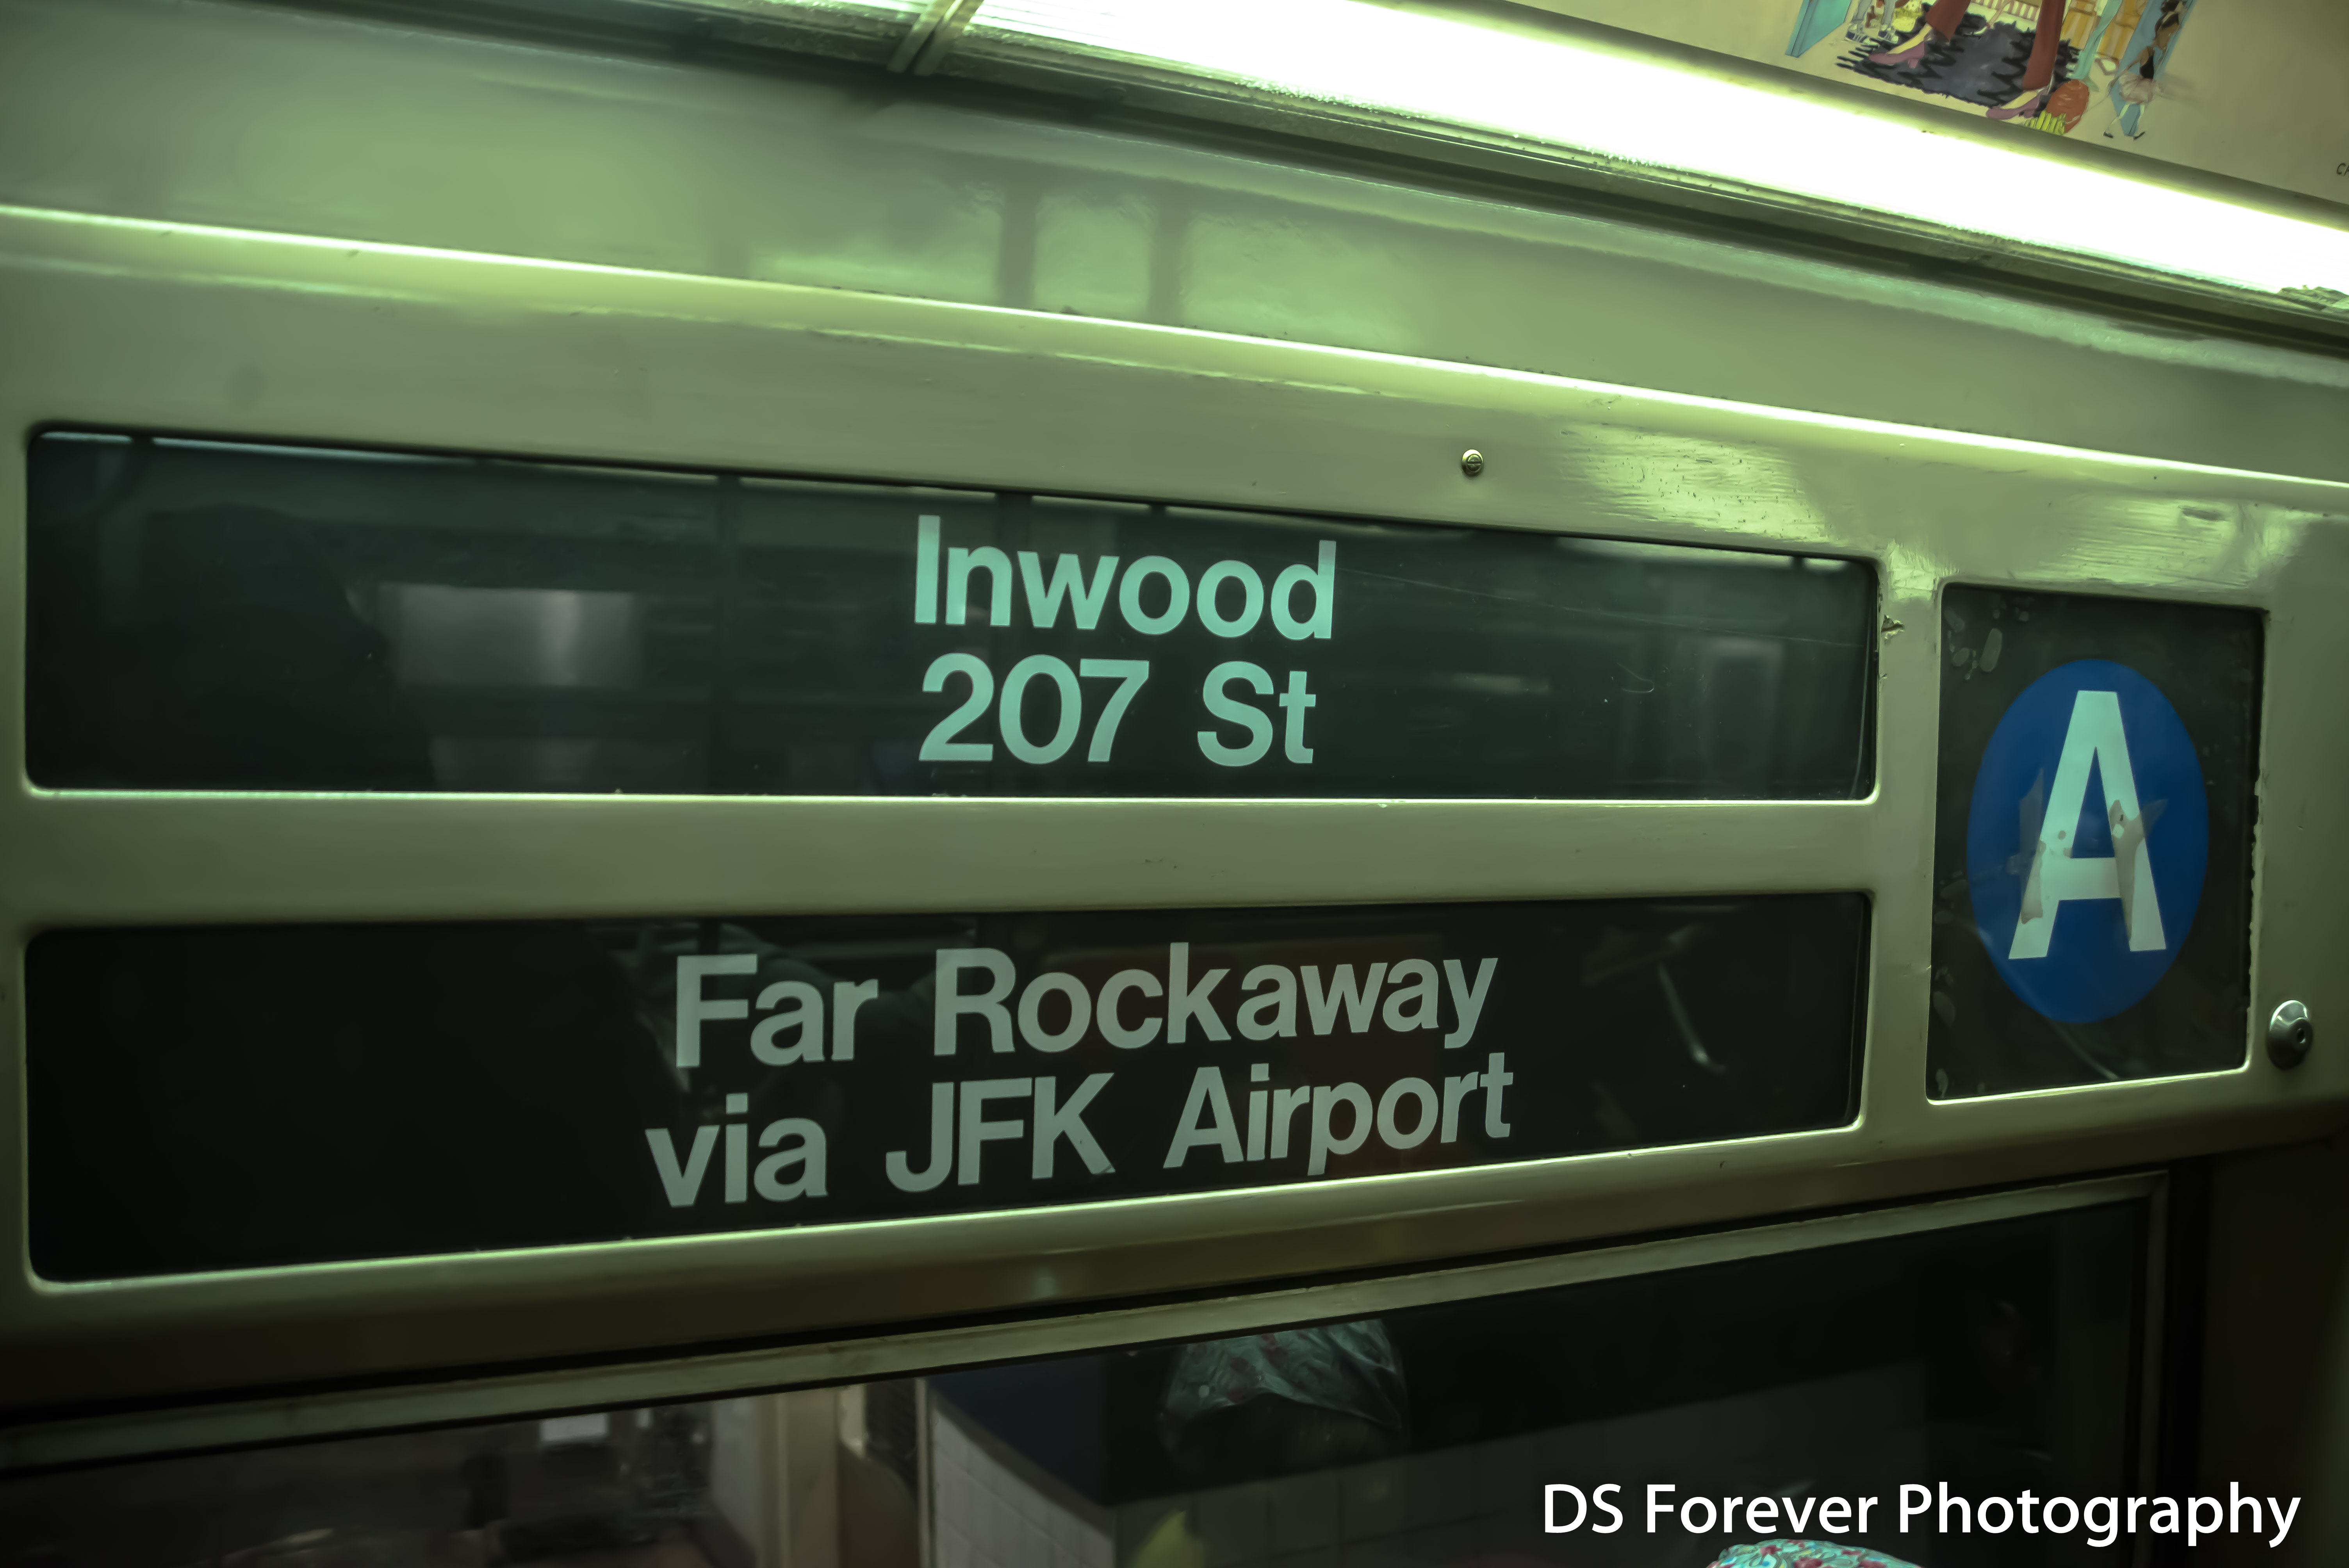 Inwood
207 St
A
Far Rockaway
via JFK Airport
DS Forever Photography